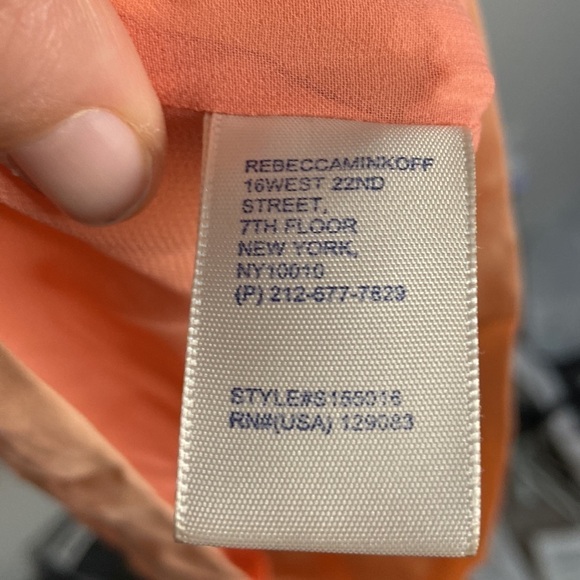 REBECCAMINKOFF
16WEST 22ND
STREET,
7TH FLOOR
NEW YORK,
NY10010
(P) 212-677-7829
STYLE#S155016
RN#(USA) 129083